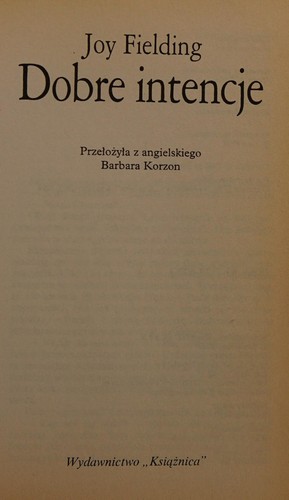 Joy Fielding
Dobre intencje
Przełożyła z angielskiego
Barbara Korzon
Wydawnictwo „Książnica”